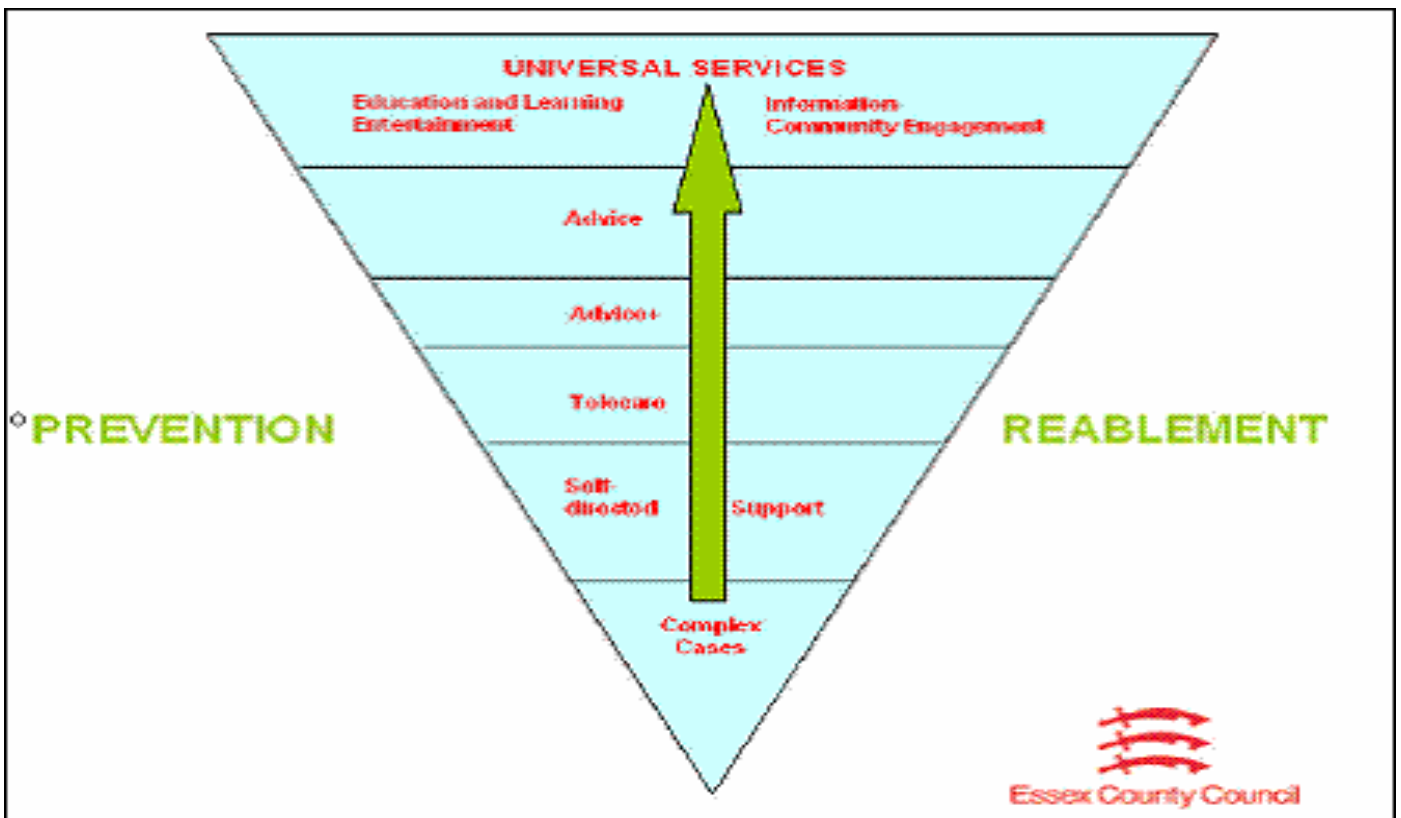 UNIVERSAL SERVICES
Education and Learning
Entertainment
Information
Community Engagement
Advice
Advice+
Telecare
PREVENTION
REABLEMENT
Self-
directed
Support
Complex
Cases
Essex County Council